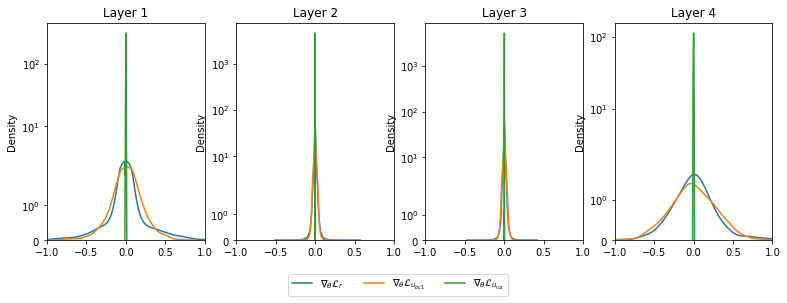 Layer 1 Layer 2 Layer 3 Layer 4
Density 10² 10¹ 10⁰ 0
Density 10³ 10² 10¹ 10⁰ 0
Density 10³ 10² 10¹ 10⁰ 0
Density 10² 10¹ 10⁰ 0
−1.0 −0.5 0.0 0.5 1.0 −1.0 −0.5 0.0 0.5 1.0 −1.0 −0.5 0.0 0.5 1.0 −1.0 −0.5 0.0 0.5 1.0
∇θℒr ∇θℒu_bc1